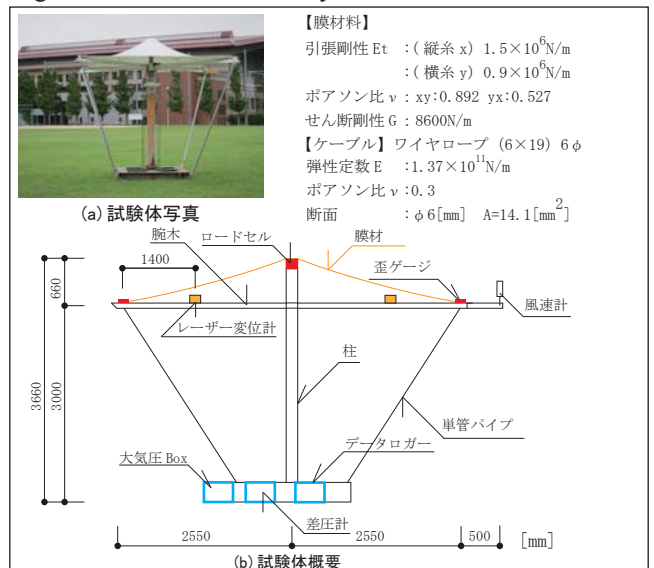 【膜材料】
引張剛性 Et :(縦糸 x) 1.5×10⁶N/m
:(横糸 y) 0.9×10⁶N/m
ポアソン比 ν : xy:0.892 yx:0.527
せん断剛性 G : 8600N/m
【ケーブル】ワイヤロープ (6×19) 6φ
弾性定数 E :1.37×10¹¹N/m
ポアソン比 ν :0.3
断面 :φ6[mm] A=14.1[mm²]
(a) 試験体写真
腕木
ロードセル
膜材
1400
歪ゲージ
660
風速計
レーザー変位計
柱
3660
3000
単管パイプ
大気圧 Box
データロガー
差圧計
2550
2550
500
[mm]
(b) 試験体概要